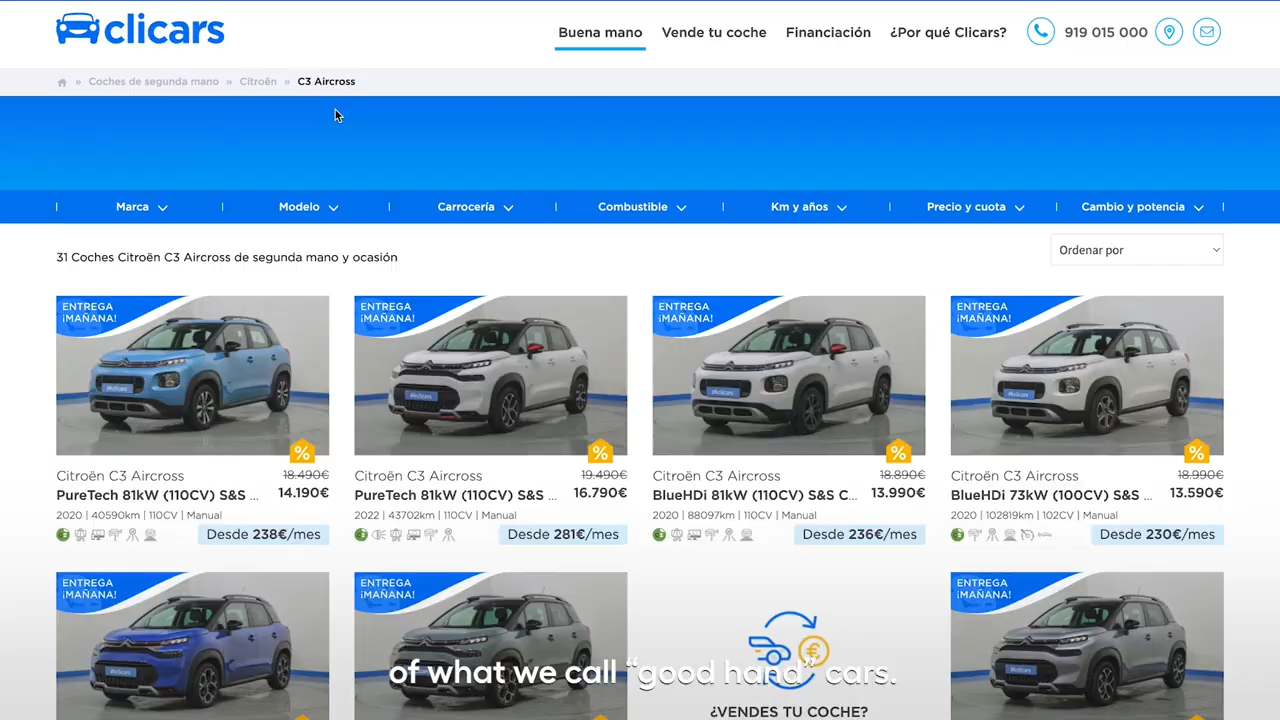 clicars
Buena mano
Vende tu coche
Financiación
¿Por qué Clicars?
919 015 000
» Coches de segunda mano » Citroën » C3 Aircross
Marca
Modelo
Carrocería
Combustible
Km y años
Precio y cuota
Cambio y potencia
31 Coches Citroën C3 Aircross de segunda mano y ocasión
Ordenar por
ENTREGA
¡MAÑANA!
clicars
%
Citroën C3 Aircross
18.490€
PureTech 81kW (110CV) S&S ...
14.190€
2020 | 40590km | 110CV | Manual
Desde 238€/mes
ENTREGA
¡MAÑANA!
clicars
%
Citroën C3 Aircross
19.490€
PureTech 81kW (110CV) S&S ...
16.790€
2022 | 43702km | 110CV | Manual
Desde 281€/mes
ENTREGA
¡MAÑANA!
clicars
%
Citroën C3 Aircross
18.890€
BlueHDi 81kW (110CV) S&S C...
13.990€
2020 | 88097km | 110CV | Manual
Desde 236€/mes
ENTREGA
¡MAÑANA!
clicars
%
Citroën C3 Aircross
18.990€
BlueHDi 73kW (100CV) S&S ...
13.590€
2020 | 102819km | 102CV | Manual
Desde 230€/mes
ENTREGA
¡MAÑANA!
clicars
ENTREGA
¡MAÑANA!
€
¿VENDES TU COCHE?
ENTREGA
¡MAÑANA!
clicars
of what we call “good hand” cars.